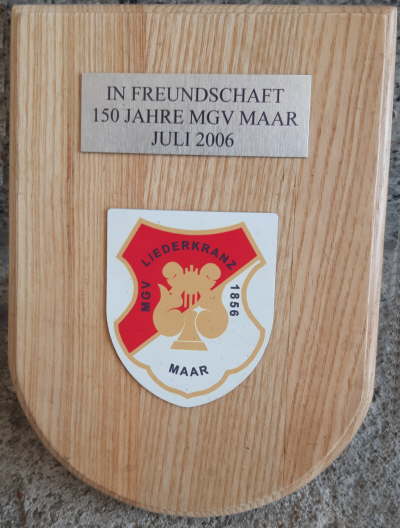 IN FREUNDSCHAFT
150 JAHRE MGV MAAR
JULI 2006
MGV LIEDERKRANZ 1856
MAAR